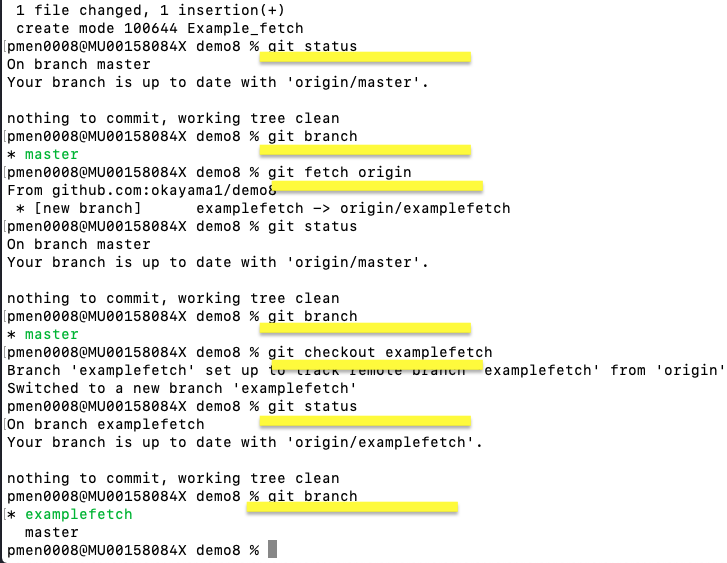 1 file changed, 1 insertion(+)
create mode 100644 Example_fetch
pmen0008@MU00158084X demo8 % git status
On branch master
Your branch is up to date with 'origin/master'.
nothing to commit, working tree clean
pmen0008@MU00158084X demo8 % git branch
* master
pmen0008@MU00158084X demo8 % git fetch origin
From github.com:okayama1/demo8
* [new branch]      examplefetch -> origin/examplefetch
pmen0008@MU00158084X demo8 % git status
On branch master
Your branch is up to date with 'origin/master'.
nothing to commit, working tree clean
pmen0008@MU00158084X demo8 % git branch
* master
pmen0008@MU00158084X demo8 % git checkout examplefetch
Branch 'examplefetch' set up to track remote branch 'examplefetch' from 'origin'
Switched to a new branch 'examplefetch'
pmen0008@MU00158084X demo8 % git status
On branch examplefetch
Your branch is up to date with 'origin/examplefetch'.
nothing to commit, working tree clean
pmen0008@MU00158084X demo8 % git branch
* examplefetch
master
pmen0008@MU00158084X demo8 %